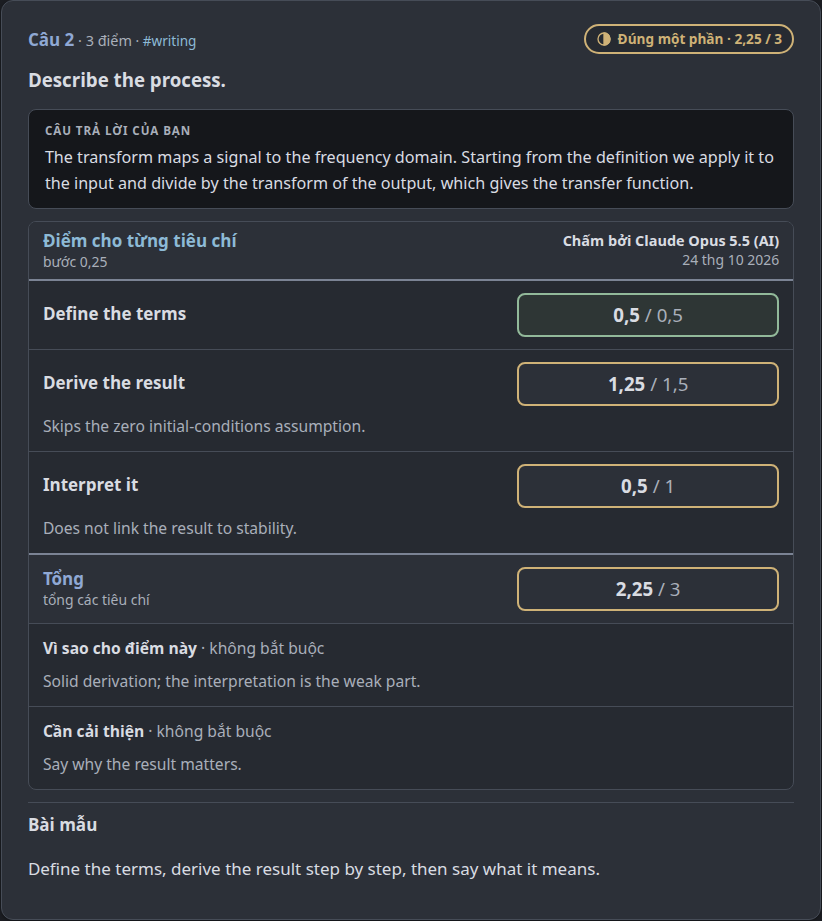 Câu 2 · 3 điểm · #writing
Đúng một phần · 2,25 / 3
Describe the process.
CÂU TRẢ LỜI CỦA BẠN
The transform maps a signal to the frequency domain. Starting from the definition we apply it to
the input and divide by the transform of the output, which gives the transfer function.
Điểm cho từng tiêu chí
bước 0,25
Chấm bởi Claude Opus 5.5 (AI)
24 thg 10 2026
Define the terms
0,5 / 0,5
Derive the result
1,25 / 1,5
Skips the zero initial-conditions assumption.
Interpret it
0,5 / 1
Does not link the result to stability.
Tổng
tổng các tiêu chí
2,25 / 3
Vì sao cho điểm này · không bắt buộc
Solid derivation; the interpretation is the weak part.
Cần cải thiện · không bắt buộc
Say why the result matters.
Bài mẫu
Define the terms, derive the result step by step, then say what it means.